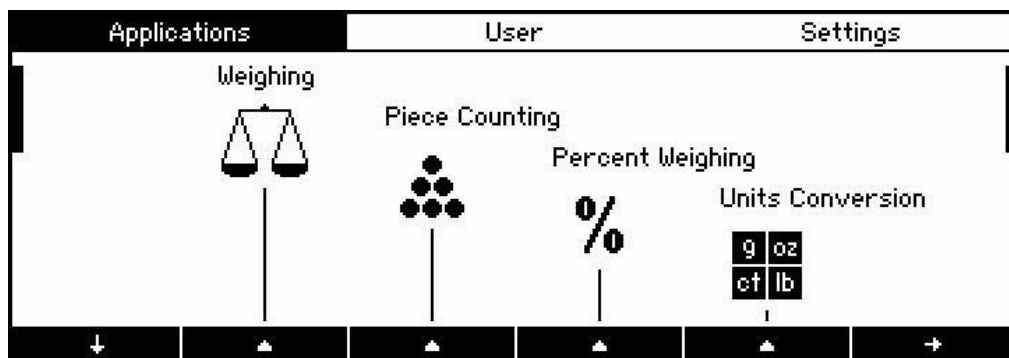 Applications User Settings
Weighing
Piece Counting
Percent Weighing
%
Units Conversion
g oz
ct lb